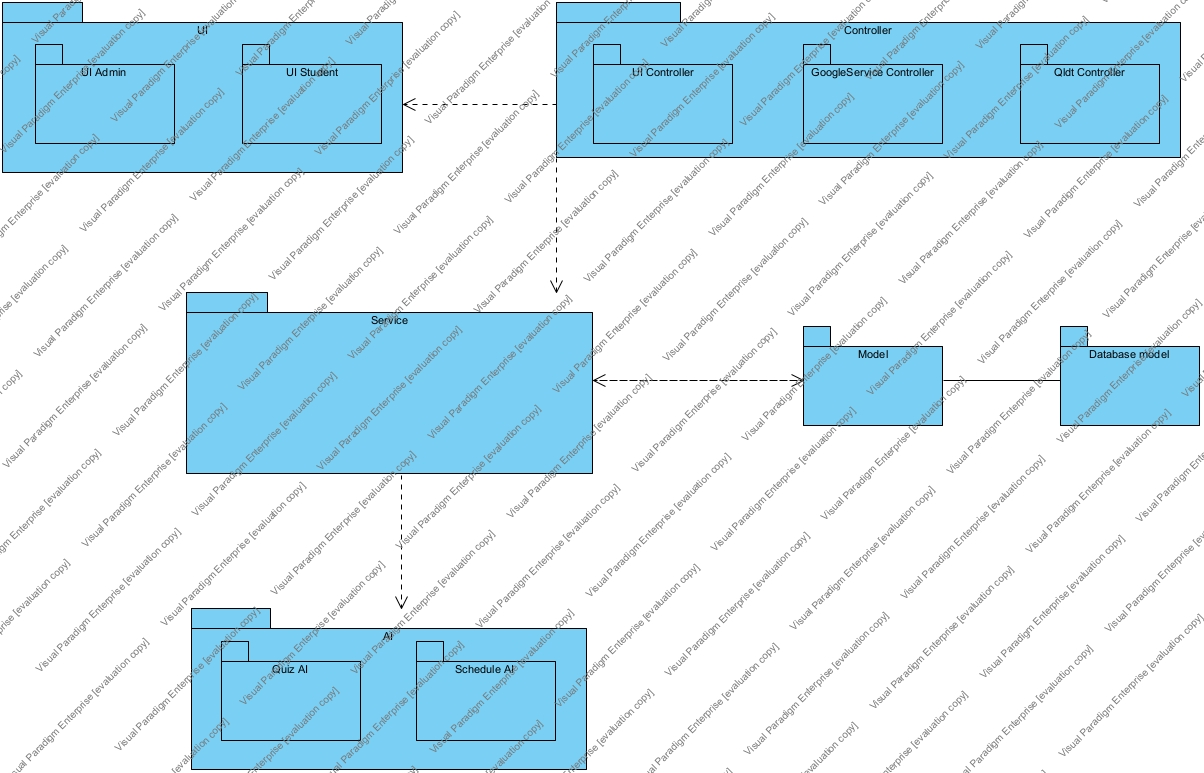 UI
Controller
UI Admin
UI Student
UI Controller
GoogleService Controller
Qldt Controller
Service
Model
Database model
AI
Quiz AI
Schedule AI
Visual Paradigm Enterprise [evaluation copy]